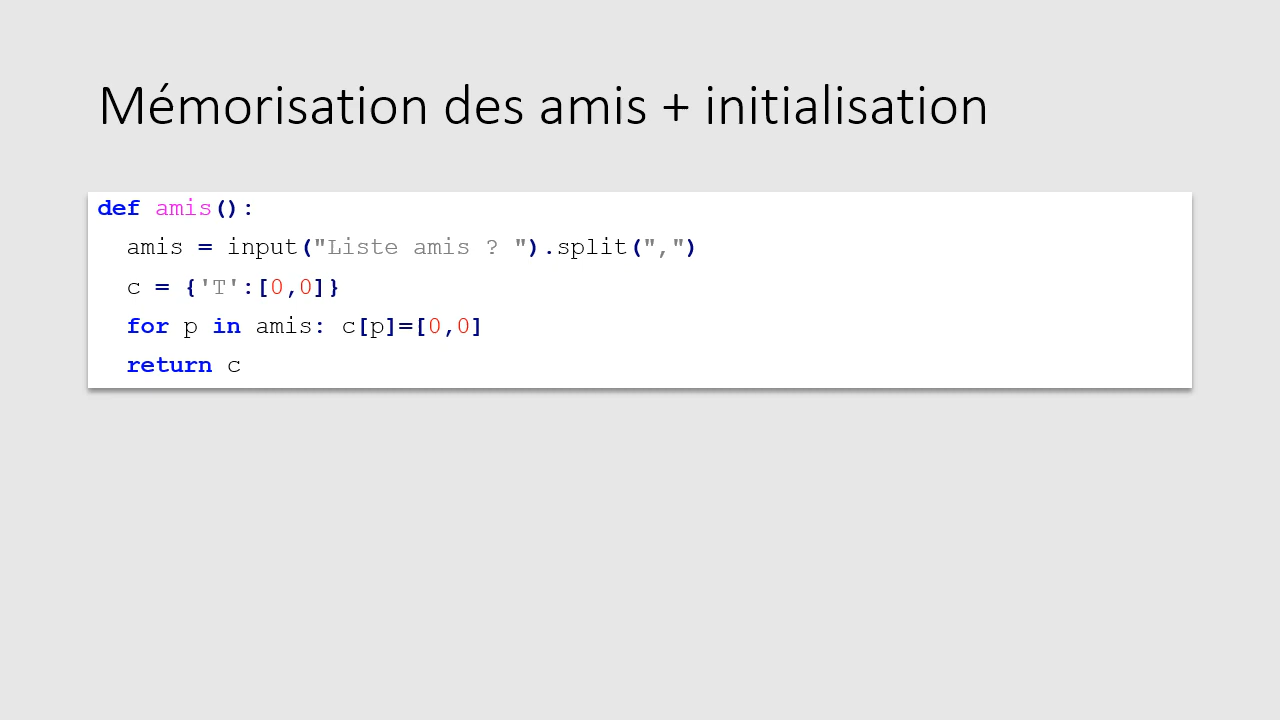 Mémorisation des amis + initialisation
def amis():
  amis = input("Liste amis ? ").split(",")
  c = {'T':[0,0]}
  for p in amis: c[p]=[0,0]
  return c